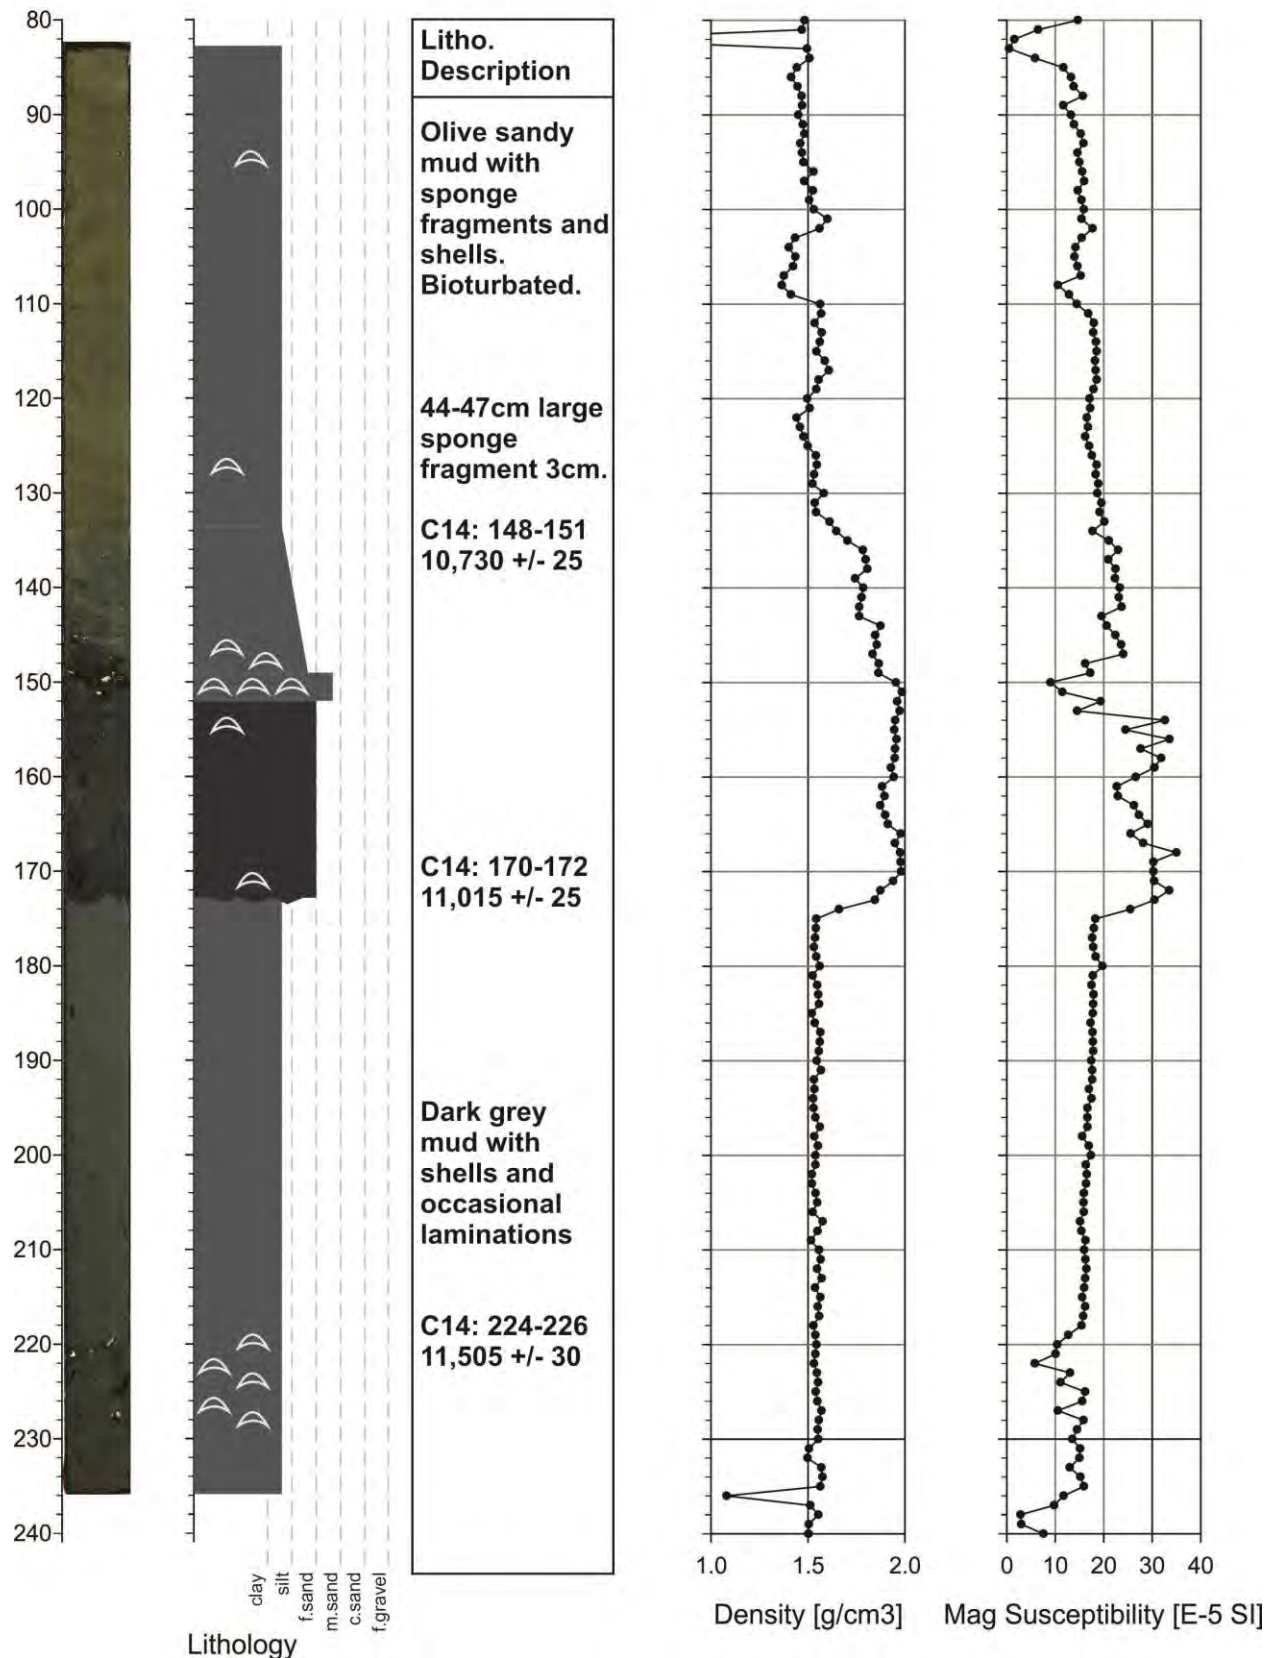 80
90
100
110
120
130
140
150
160
170
180
190
200
210
220
230
240
clay
silt
f.sand
m.sand
c.sand
f.gravel
Lithology
Litho.
Description
Olive sandy
mud with
sponge
fragments and
shells.
Bioturbated.
44-47cm large
sponge
fragment 3cm.
C14: 148-151
10,730 +/- 25
C14: 170-172
11,015 +/- 25
Dark grey
mud with
shells and
occasional
laminations
C14: 224-226
11,505 +/- 30
1.0 1.5 2.0
Density [g/cm3]
0 10 20 30 40
Mag Susceptibility [E-5 SI]